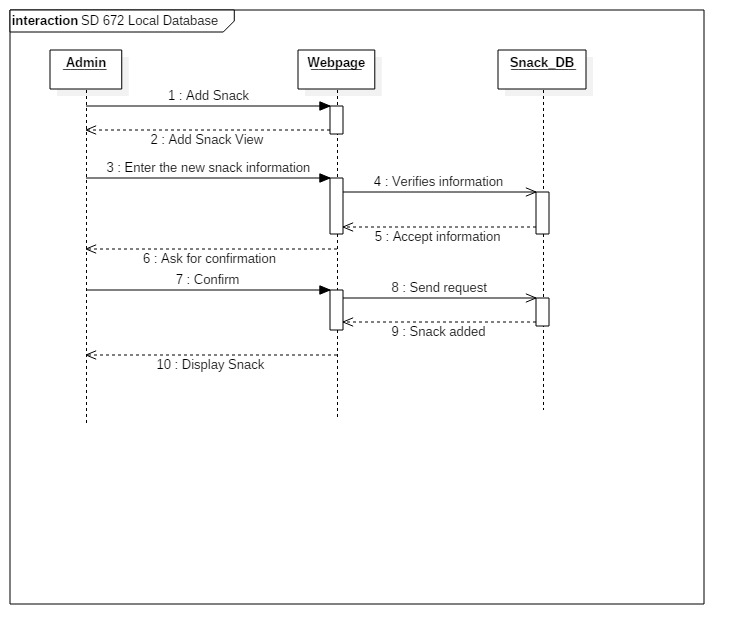 interaction SD 672 Local Database
Admin
Webpage
Snack_DB
1 : Add Snack
2 : Add Snack View
3 : Enter the new snack information
4 : Verifies information
5 : Accept information
6 : Ask for confirmation
7 : Confirm
8 : Send request
9 : Snack added
10 : Display Snack